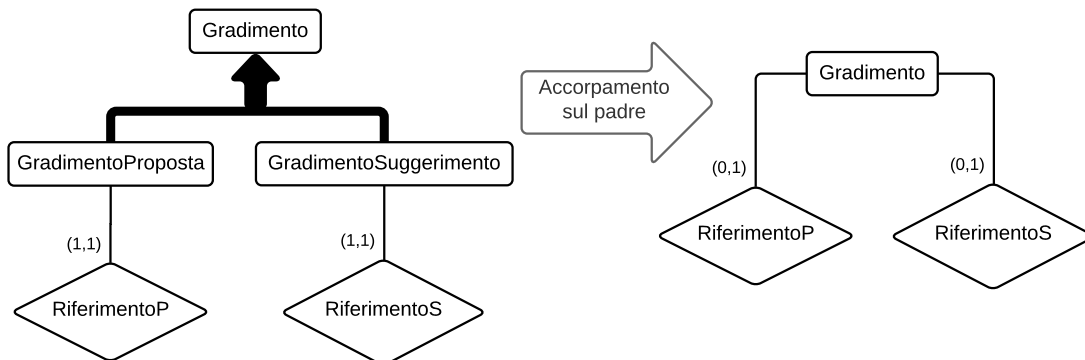 Gradimento
GradimentoProposta
GradimentoSuggerimento
(1,1)
(1,1)
RiferimentoP
RiferimentoS
Accorpamento
sul padre
Gradimento
(0,1)
(0,1)
RiferimentoP
RiferimentoS